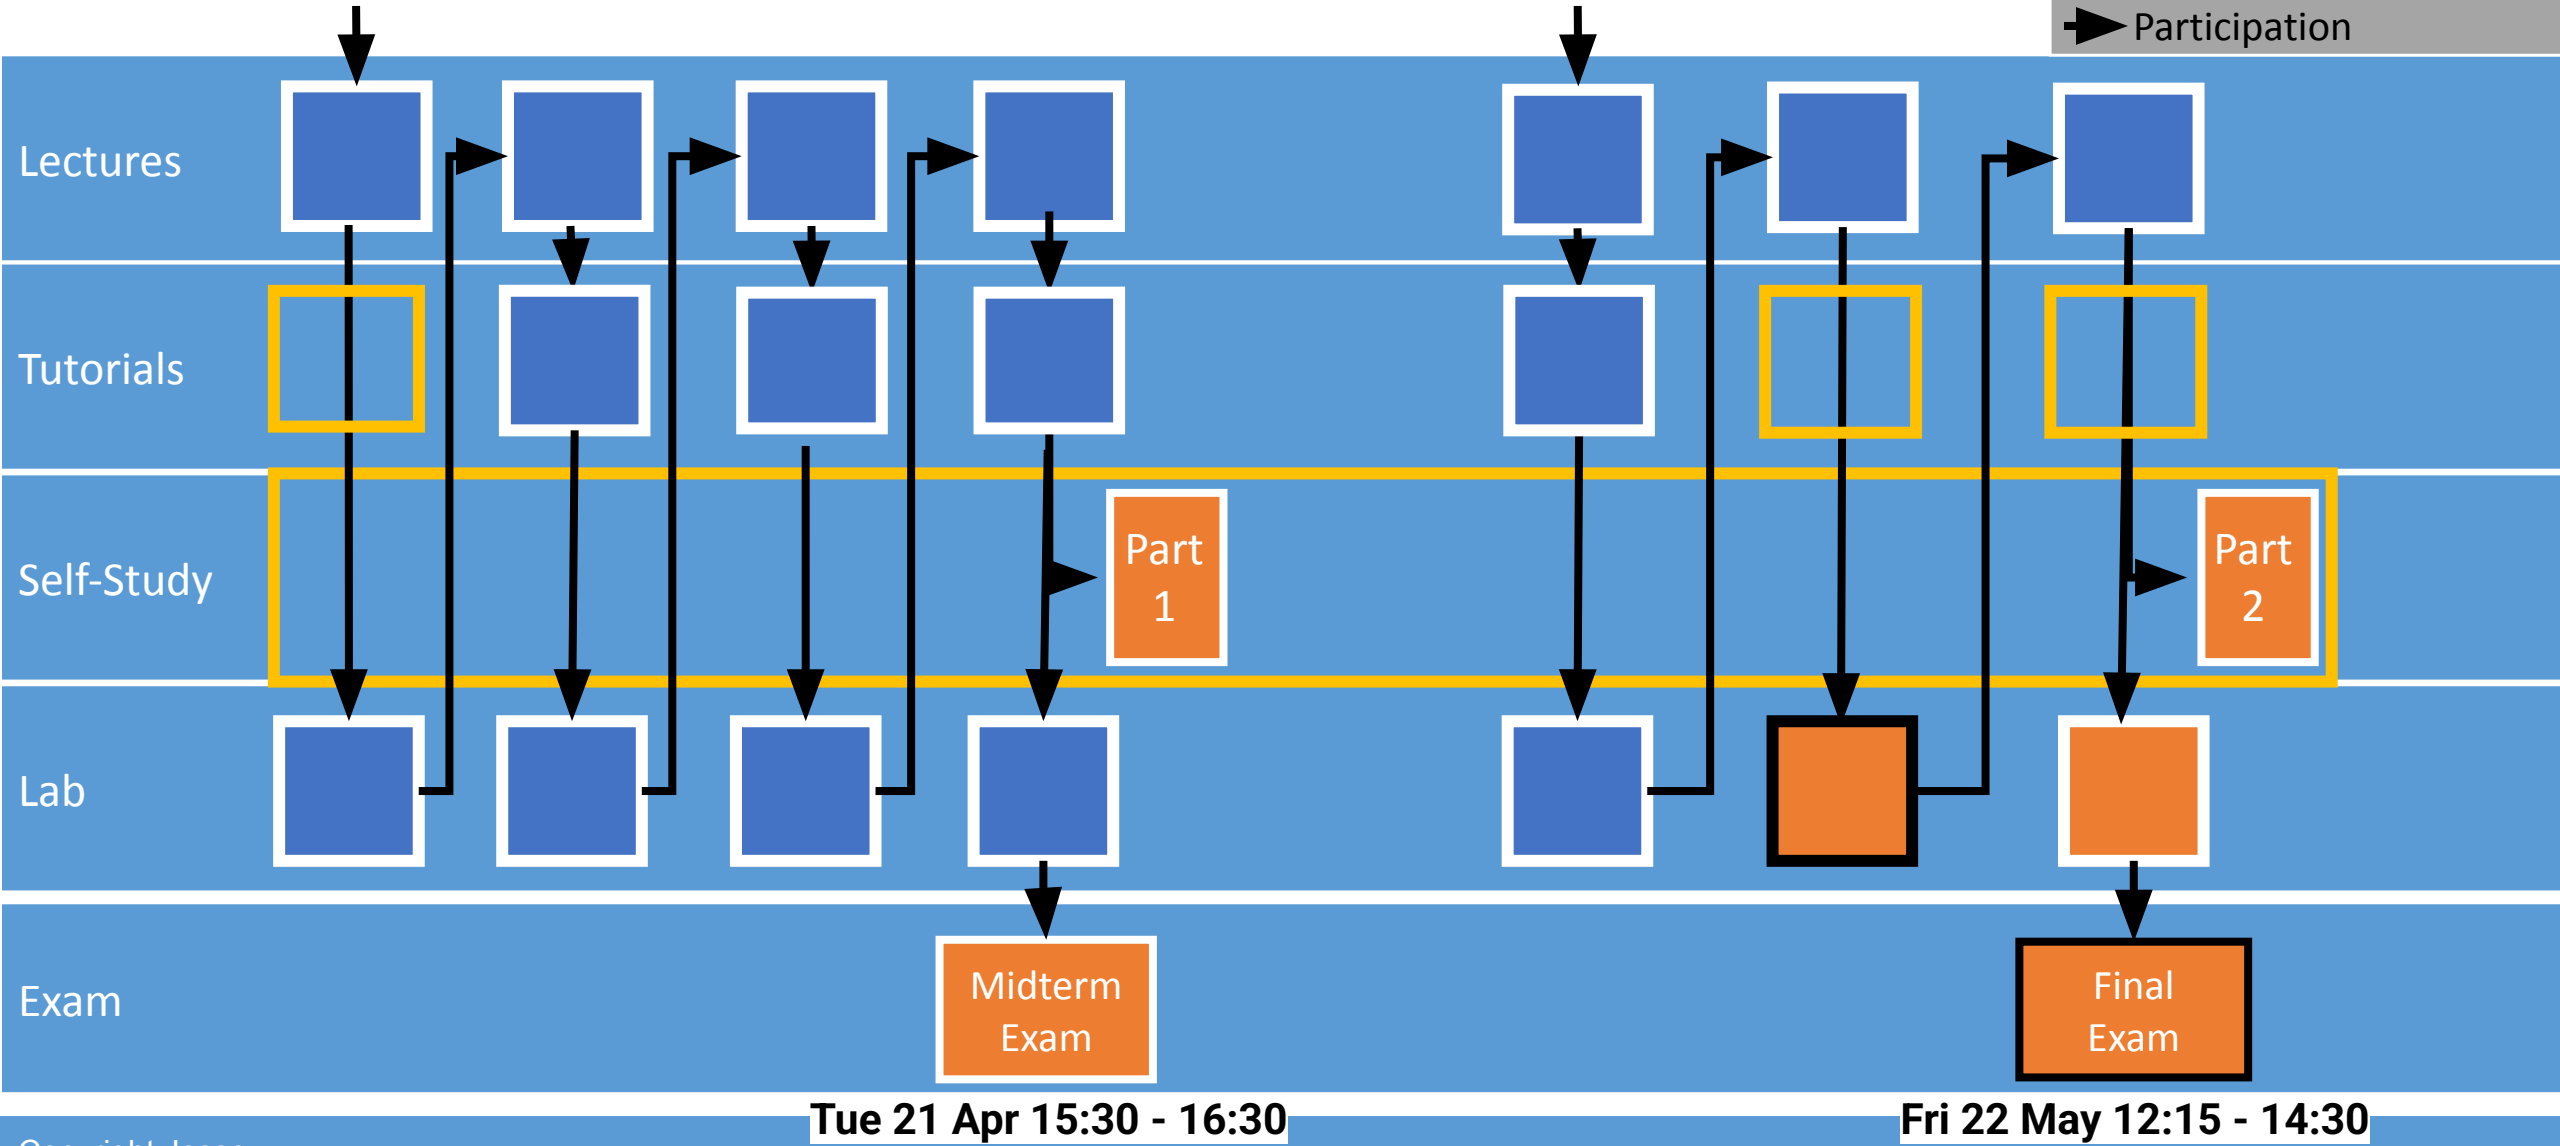 Participation
Lectures
Tutorials
Self-Study
Part
1
Part
2
Lab
Exam
Midterm
Exam
Final
Exam
Tue 21 Apr 15:30 - 16:30
Fri 22 May 12:15 - 14:30